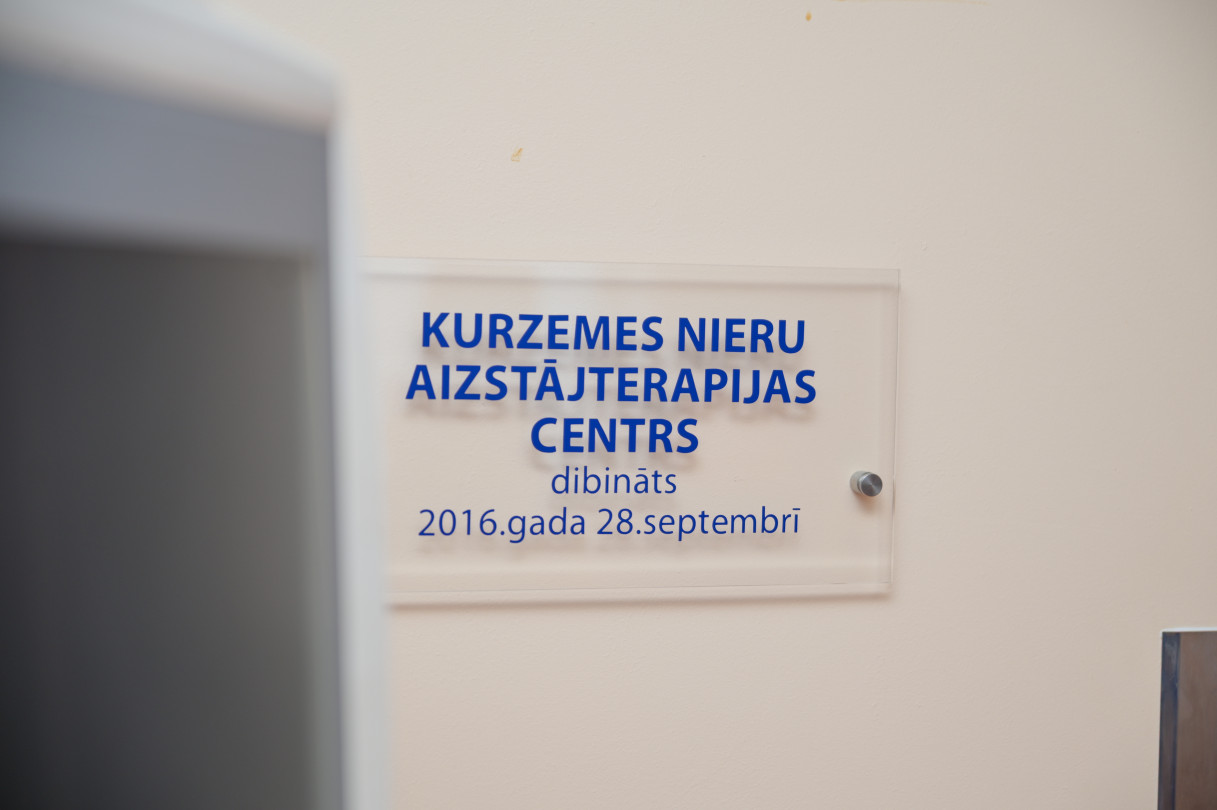 KURZEMES NIERU
AIZSTĀJTERAPIJAS
CENTRS
dibināts
2016.gada 28.septembrī